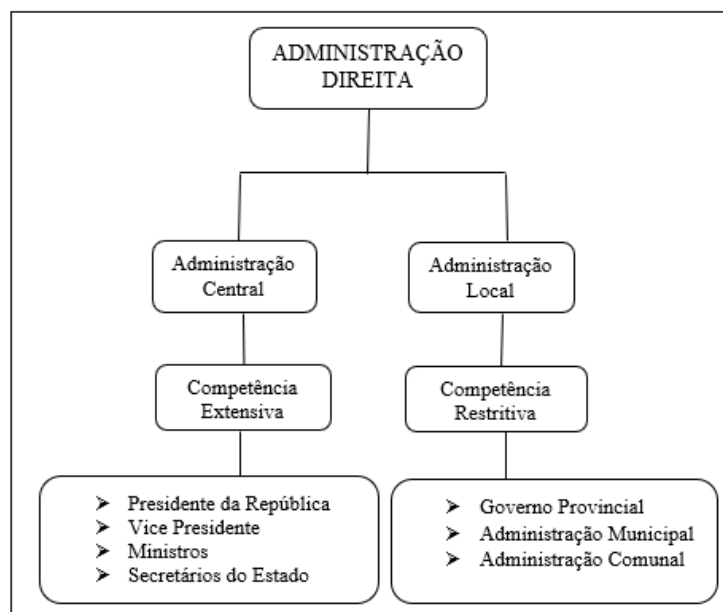 ADMINISTRAÇÃO
DIREITA
Administração
Central
Administração
Local
Competência
Extensiva
Competência
Restritiva
➢ Presidente da República
➢ Vice Presidente
➢ Ministros
➢ Secretários do Estado
➢ Governo Provincial
➢ Administração Municipal
➢ Administração Comunal